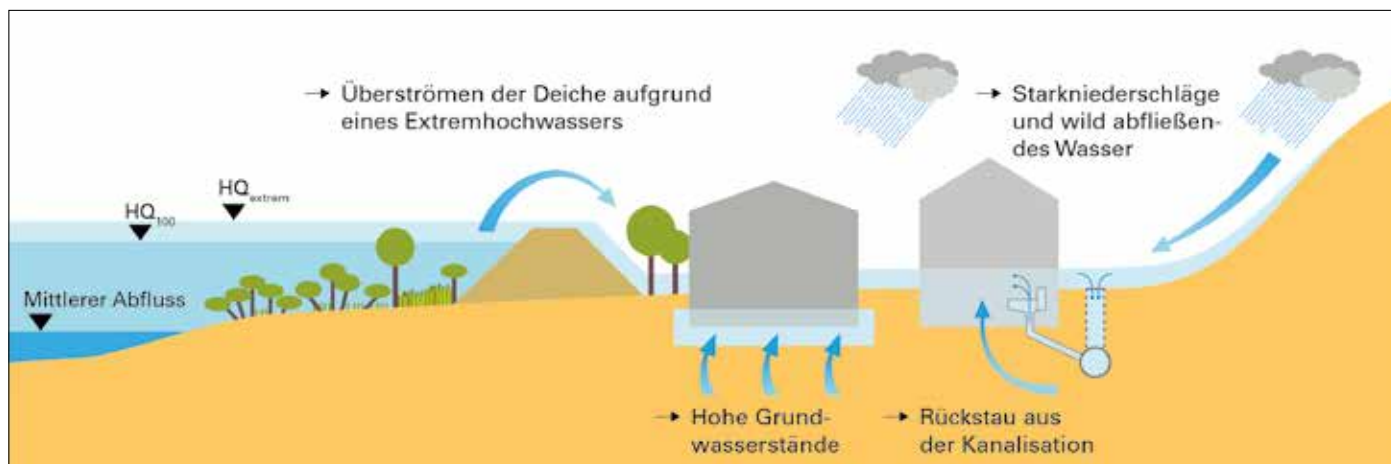 → Überströmen der Deiche aufgrund
eines Extremhochwassers
→ Starkniederschläge
und wild abfließen-
des Wasser
HQ100
HQextrem
Mittlerer Abfluss
→ Hohe Grund-
wasserstände
→ Rückstau aus
der Kanalisation